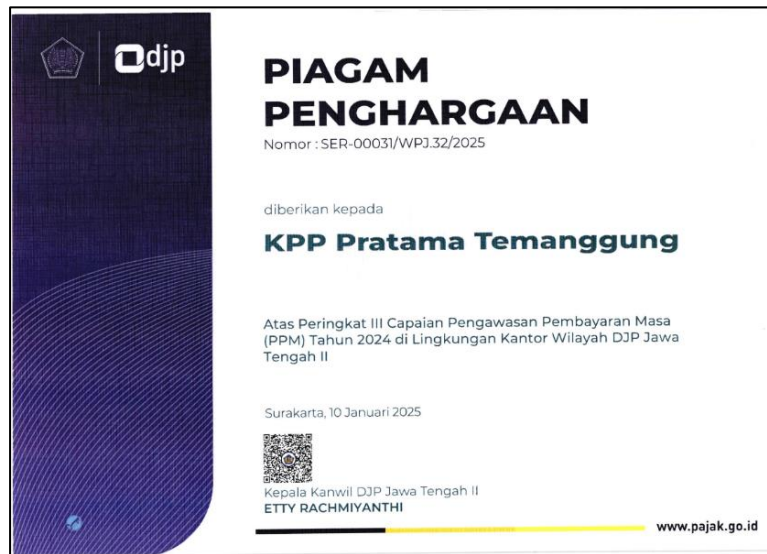 djp
PIAGAM
PENGHARGAAN
Nomor : SER-00031/WPJ.32/2025
diberikan kepada
KPP Pratama Temanggung
Atas Peringkat III Capaian Pengawasan Pembayaran Masa
(PPM) Tahun 2024 di Lingkungan Kantor Wilayah DJP Jawa
Tengah II
Surakarta, 10 Januari 2025
Kepala Kanwil DJP Jawa Tengah II
ETTY RACHMIYANTHI
www.pajak.go.id